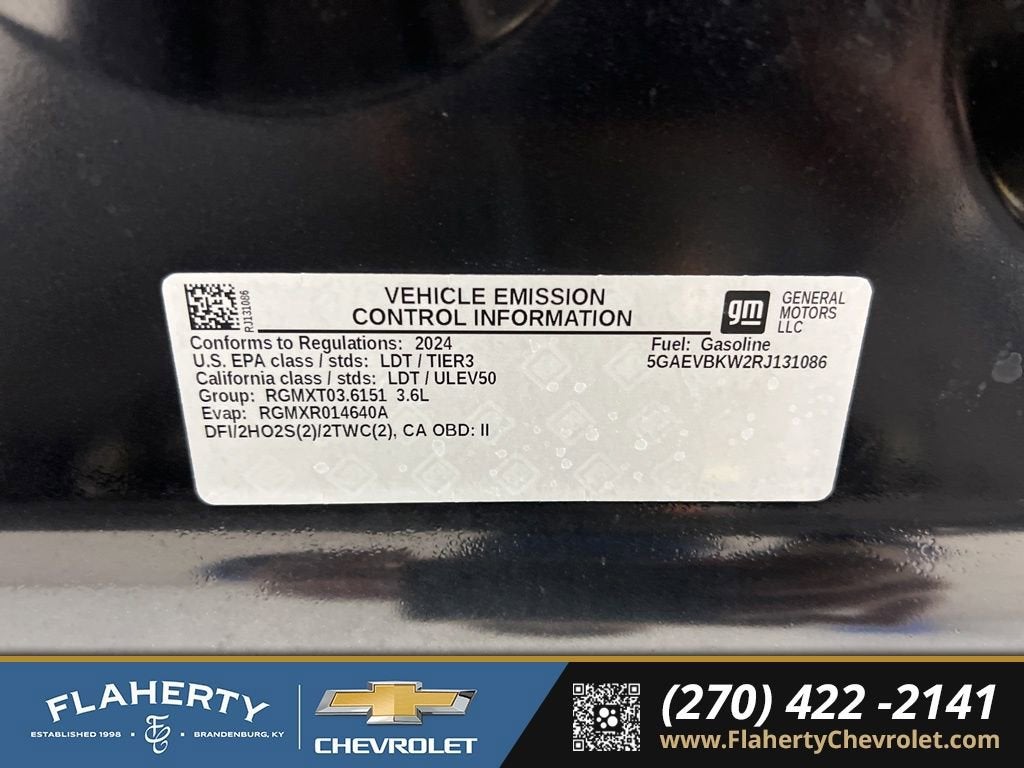 RJ131086
VEHICLE EMISSION
CONTROL INFORMATION
gm
GENERAL
MOTORS
LLC
Conforms to Regulations: 2024
U.S. EPA class / stds: LDT / TIER3
California class / stds: LDT / ULEV50
Group: RGMXT03.6151 3.6L
Evap: RGMXR014640A
DFI/2HO2S(2)/2TWC(2), CA OBD: II
Fuel: Gasoline
5GAEVBKW2RJ131086
FLAHERTY
ESTABLISHED 1998 • • BRANDENBURG, KY
CHEVROLET
(270) 422 -2141
www.FlahertyChevrolet.com